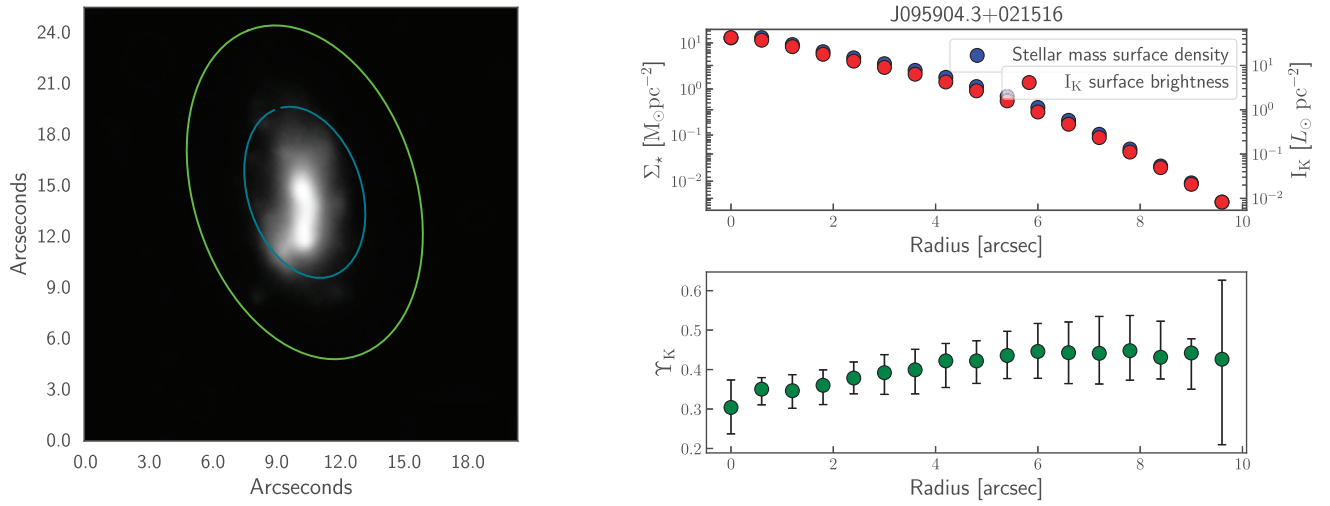 24.0
21.0
18.0
15.0
12.0
9.0
6.0
3.0
0.0
Arcseconds
0.0 3.0 6.0 9.0 12.0 15.0 18.0
Arcseconds
J095904.3+021516
10¹
10⁰
10⁻¹
10⁻²
Σ⋆ [M⊙pc⁻²]
Stellar mass surface density
I_K surface brightness
10¹
10⁰
10⁻¹
10⁻²
I_K [L⊙ pc⁻²]
0 2 4 6 8 10
Radius [arcsec]
0.6
0.5
0.4
0.3
0.2
ϒ_K
0 2 4 6 8 10
Radius [arcsec]